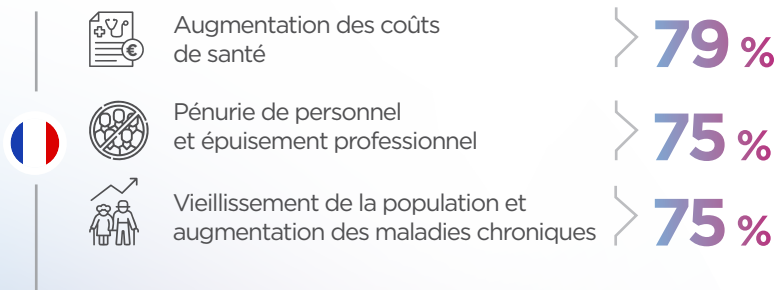 Augmentation des coûts
de santé
79 %
Pénurie de personnel
et épuisement professionnel
75 %
Vieillissement de la population et
augmentation des maladies chroniques
75 %